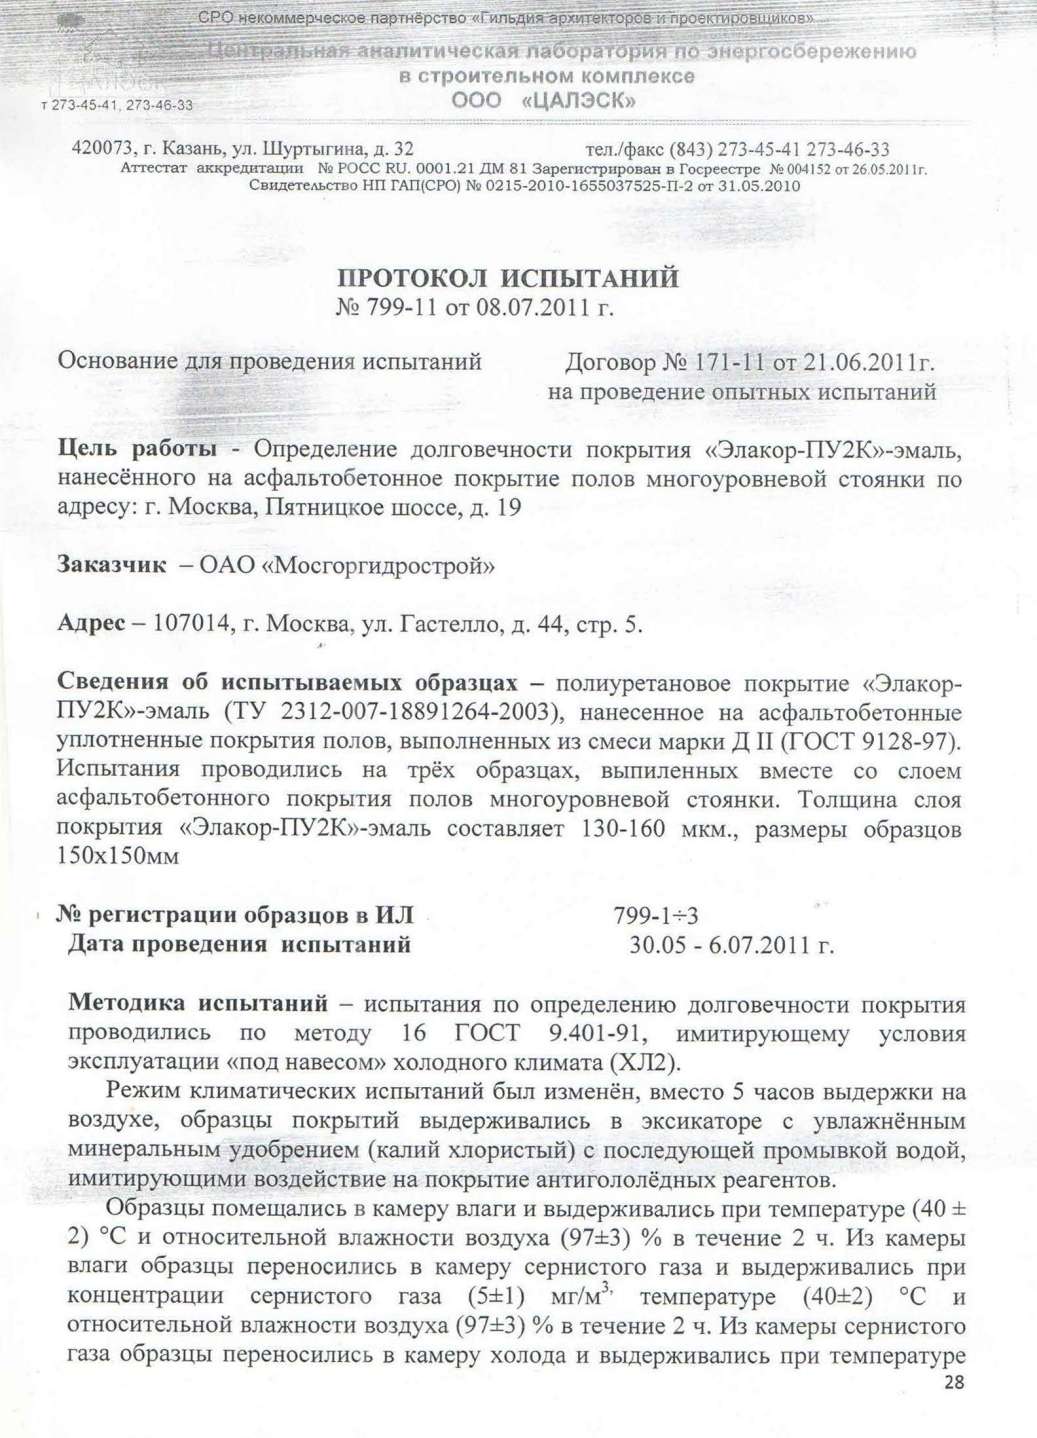 СРО некоммерческое партнёрство «Гильдия архитекторов и проектировщиков»
Центральная аналитическая лаборатория по энергосбережению
в строительном комплексе
ООО «ЦАЛЭСК»
т 273-45-41, 273-46-33
420073, г. Казань, ул. Шуртыгина, д. 32 тел./факс (843) 273-45-41 273-46-33
Аттестат аккредитации № РОСС RU. 0001.21 ДМ 81 Зарегистрирован в Госреестре № 004152 от 26.05.2011г.
Свидетельство НП ГАП(СРО) № 0215-2010-1655037525-П-2 от 31.05.2010
ПРОТОКОЛ ИСПЫТАНИЙ
№ 799-11 от 08.07.2011 г.
Основание для проведения испытаний Договор № 171-11 от 21.06.2011г.
на проведение опытных испытаний
Цель работы - Определение долговечности покрытия «Элакор-ПУ2К»-эмаль,
нанесённого на асфальтобетонное покрытие полов многоуровневой стоянки по
адресу: г. Москва, Пятницкое шоссе, д. 19
Заказчик – ОАО «Мосгоргидрострой»
Адрес – 107014, г. Москва, ул. Гастелло, д. 44, стр. 5.
Сведения об испытываемых образцах – полиуретановое покрытие «Элакор-
ПУ2К»-эмаль (ТУ 2312-007-18891264-2003), нанесенное на асфальтобетонные
уплотненные покрытия полов, выполненных из смеси марки Д II (ГОСТ 9128-97).
Испытания проводились на трёх образцах, выпиленных вместе со слоем
асфальтобетонного покрытия полов многоуровневой стоянки. Толщина слоя
покрытия «Элакор-ПУ2К»-эмаль составляет 130-160 мкм., размеры образцов
150х150мм
№ регистрации образцов в ИЛ 799-1÷3
Дата проведения испытаний 30.05 - 6.07.2011 г.
Методика испытаний – испытания по определению долговечности покрытия
проводились по методу 16 ГОСТ 9.401-91, имитирующему условия
эксплуатации «под навесом» холодного климата (ХЛ2).
Режим климатических испытаний был изменён, вместо 5 часов выдержки на
воздухе, образцы покрытий выдерживались в эксикаторе с увлажнённым
минеральным удобрением (калий хлористый) с последующей промывкой водой,
имитирующими воздействие на покрытие антигололёдных реагентов.
Образцы помещались в камеру влаги и выдерживались при температуре (40 ±
2) °С и относительной влажности воздуха (97±3) % в течение 2 ч. Из камеры
влаги образцы переносились в камеру сернистого газа и выдерживались при
концентрации сернистого газа (5±1) мг/м³, температуре (40±2) °С и
относительной влажности воздуха (97±3) % в течение 2 ч. Из камеры сернистого
газа образцы переносились в камеру холода и выдерживались при температуре
28